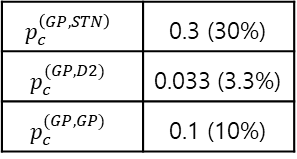 p_c^(GP,STN) 0.3 (30%)
p_c^(GP,D2) 0.033 (3.3%)
p_c^(GP,GP) 0.1 (10%)